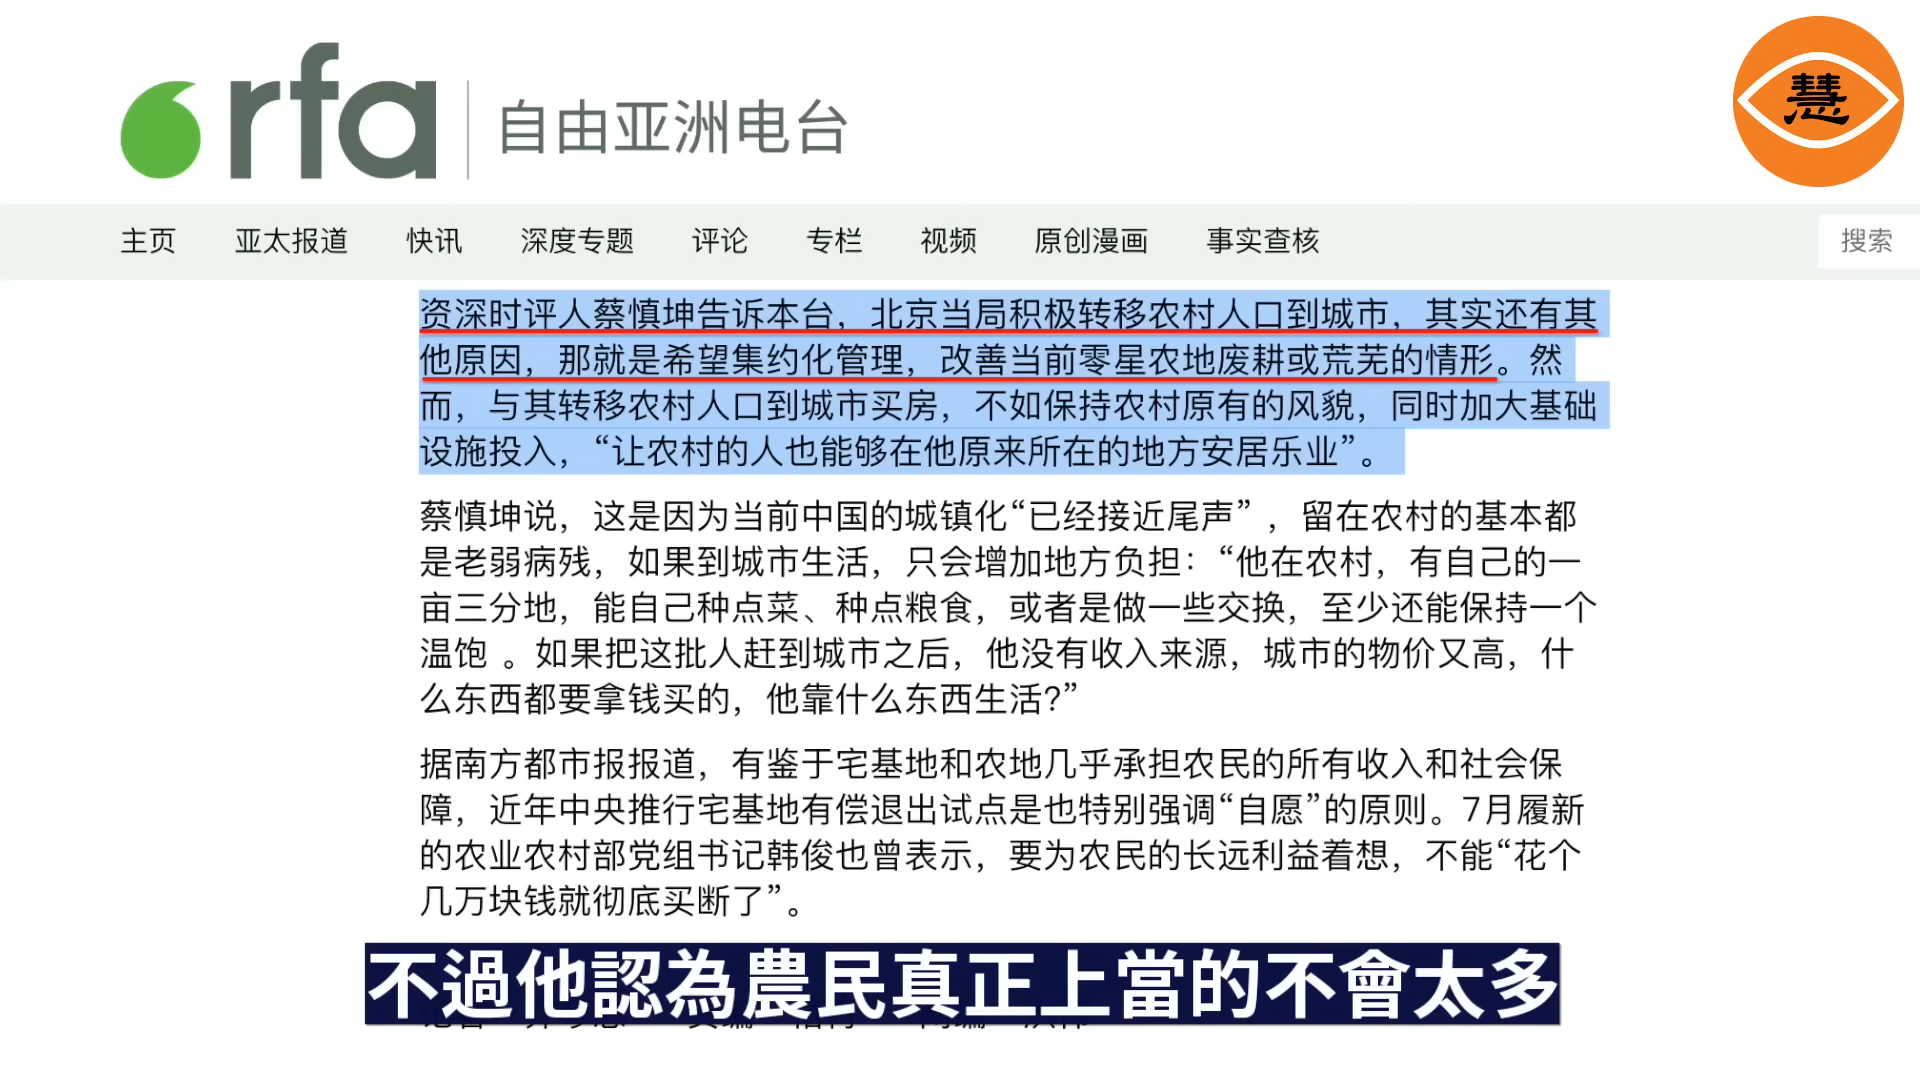 rfa 自由亚洲电台
慧
主页 亚太报道 快讯 深度专题 评论 专栏 视频 原创漫画 事实查核 搜索
资深时评人蔡慎坤告诉本台，北京当局积极转移农村人口到城市，其实还有其
他原因，那就是希望集约化管理，改善当前零星农地废耕或荒芜的情形。然
而，与其转移农村人口到城市买房，不如保持农村原有的风貌，同时加大基础
设施投入，“让农村的人也能够在他原来所在的地方安居乐业”。
蔡慎坤说，这是因为当前中国的城镇化“已经接近尾声”，留在农村的基本都
是老弱病残，如果到城市生活，只会增加地方负担：“他在农村，有自己的一
亩三分地，能自己种点菜、种点粮食，或者是做一些交换，至少还能保持一个
温饱 。如果把这批人赶到城市之后，他没有收入来源，城市的物价又高，什
么东西都要拿钱买的，他靠什么东西生活?”
据南方都市报报道，有鉴于宅基地和农地几乎承担农民的所有收入和社会保
障，近年中央推行宅基地有偿退出试点是也特别强调“自愿”的原则。7月履新
的农业农村部党组书记韩俊也曾表示，要为农民的长远利益着想，不能“花个
几万块钱就彻底买断了”。
不過他認為農民真正上當的不會太多